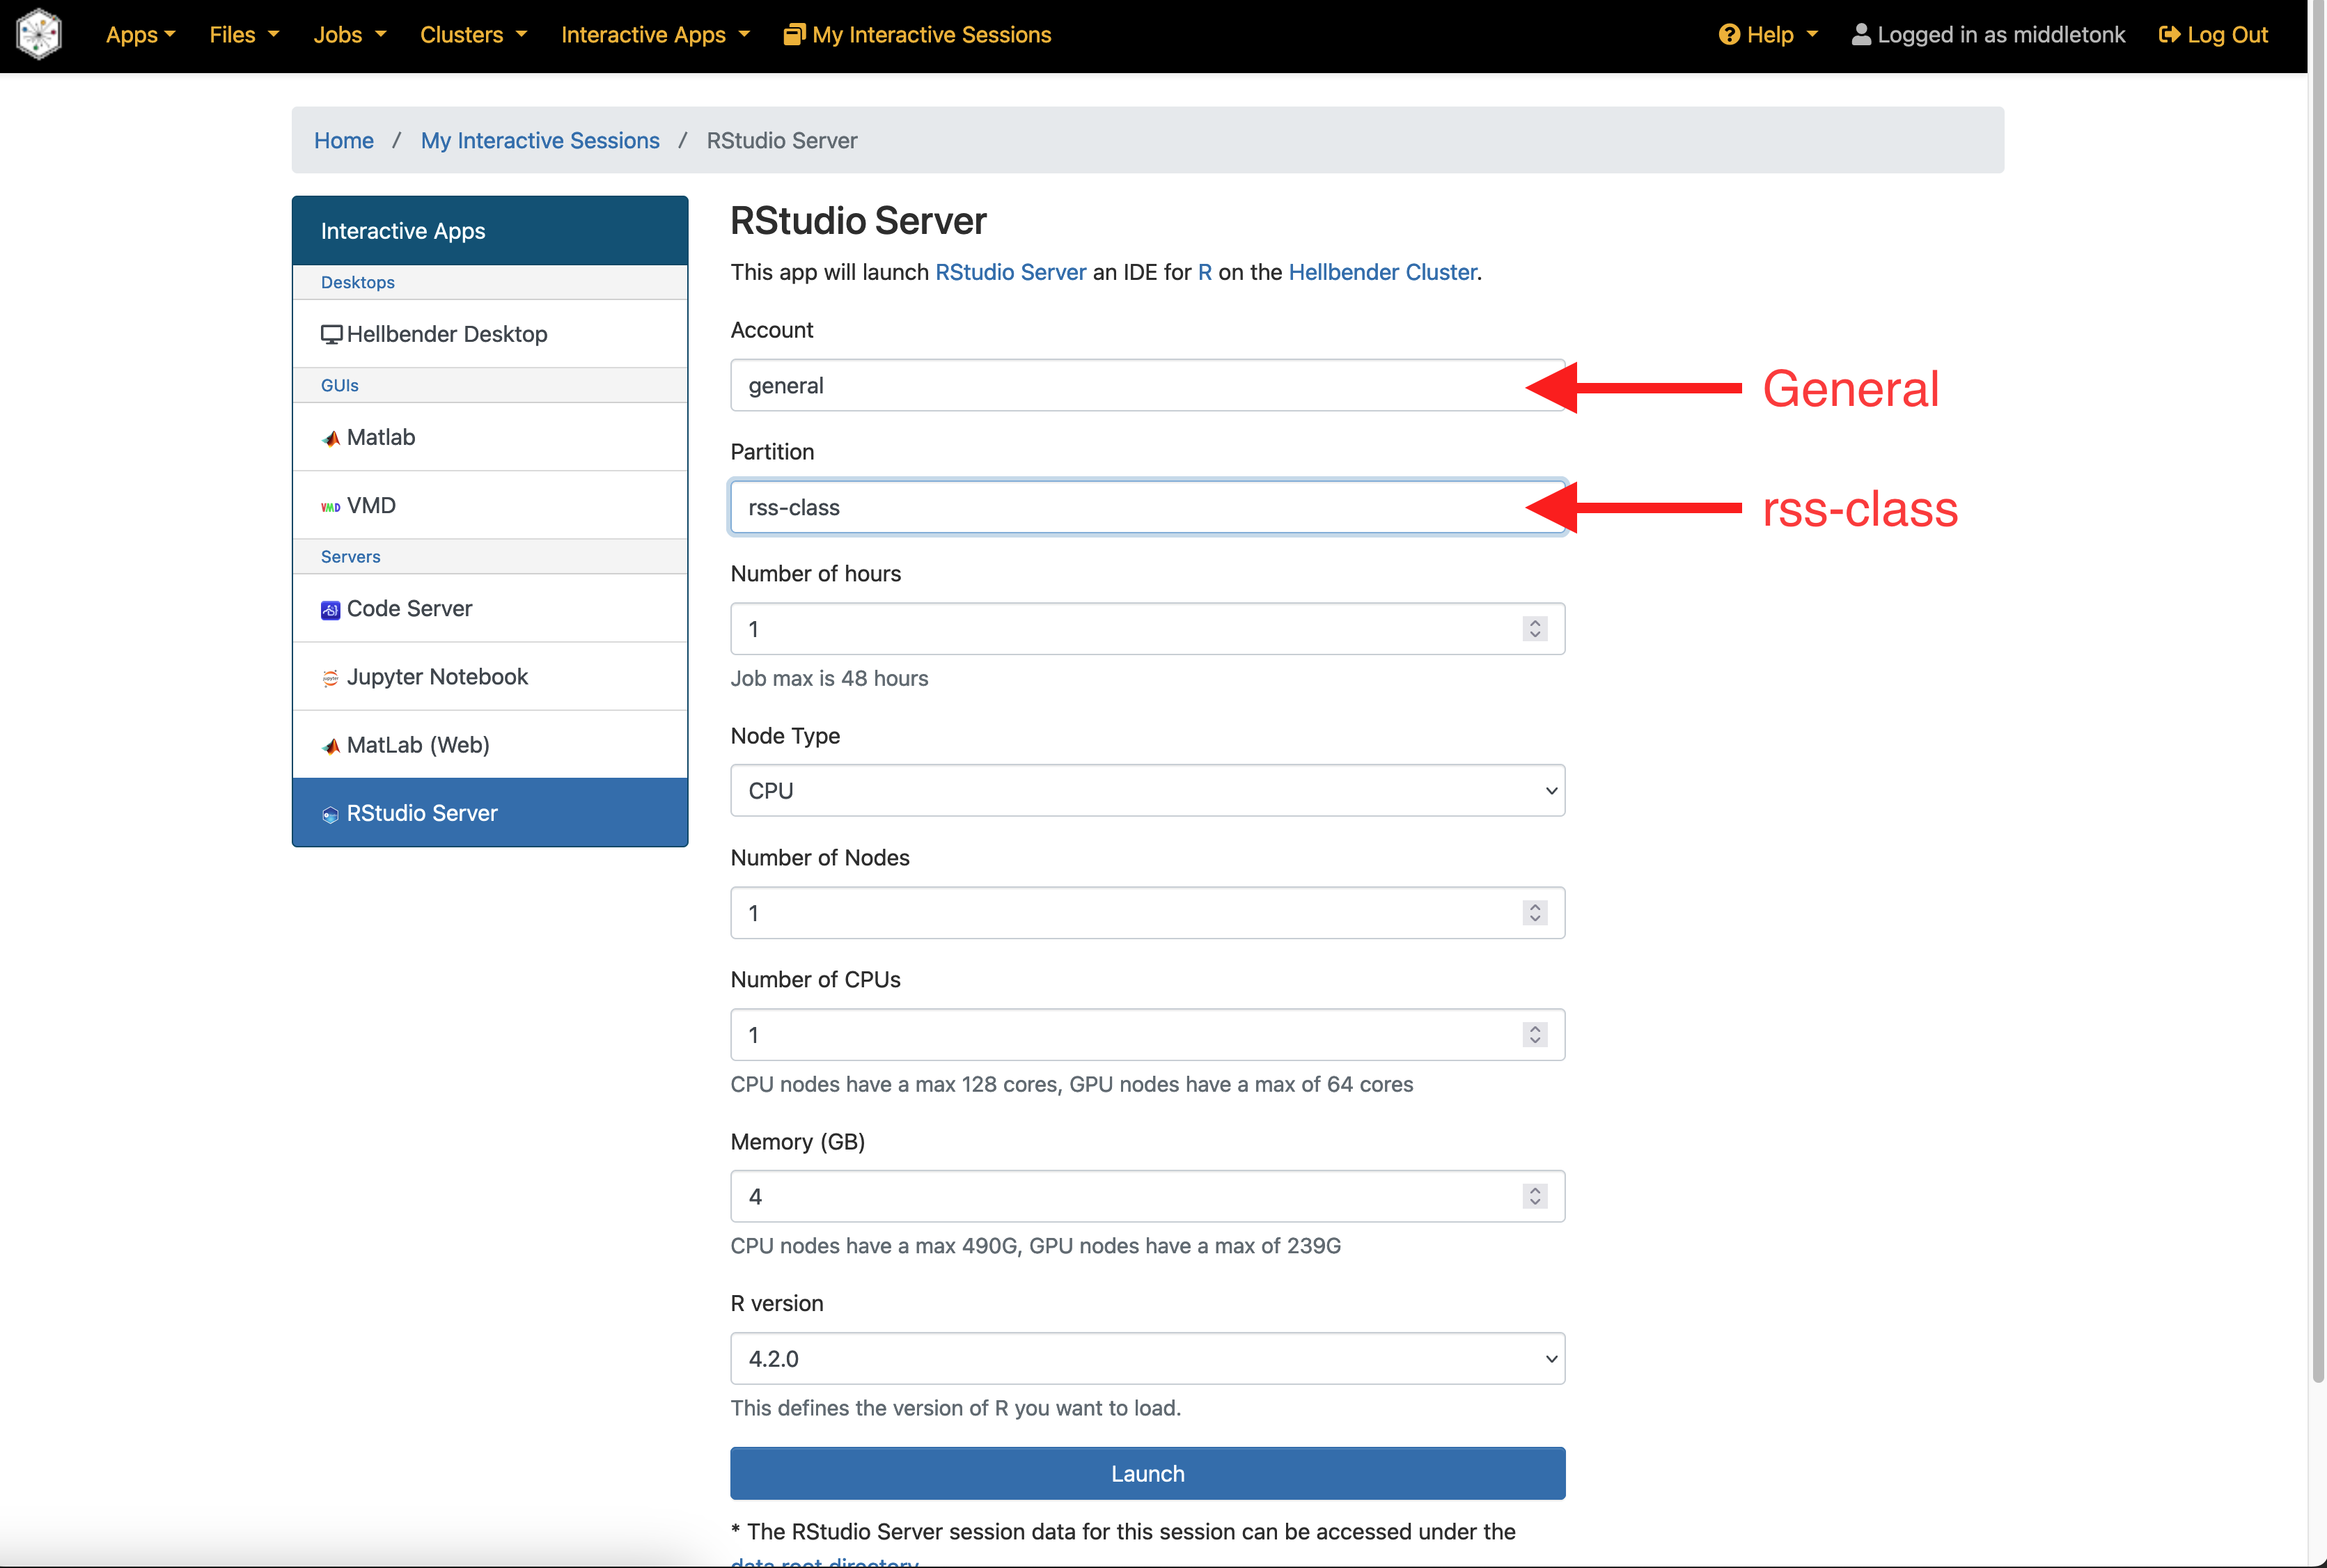 Apps Files Jobs Clusters Interactive Apps My Interactive Sessions Help Logged in as middletonk Log Out
Home / My Interactive Sessions / RStudio Server
Interactive Apps
Desktops
Hellbender Desktop
GUIs
Matlab
VMD VMD
Servers
Code Server
Jupyter Notebook
MatLab (Web)
RStudio Server
RStudio Server
This app will launch RStudio Server an IDE for R on the Hellbender Cluster.
Account
general
General
Partition
rss-class
rss-class
Number of hours
1
Job max is 48 hours
Node Type
CPU
Number of Nodes
1
Number of CPUs
1
CPU nodes have a max 128 cores, GPU nodes have a max of 64 cores
Memory (GB)
4
CPU nodes have a max 490G, GPU nodes have a max of 239G
R version
4.2.0
This defines the version of R you want to load.
Launch
* The RStudio Server session data for this session can be accessed under the
data root directory.